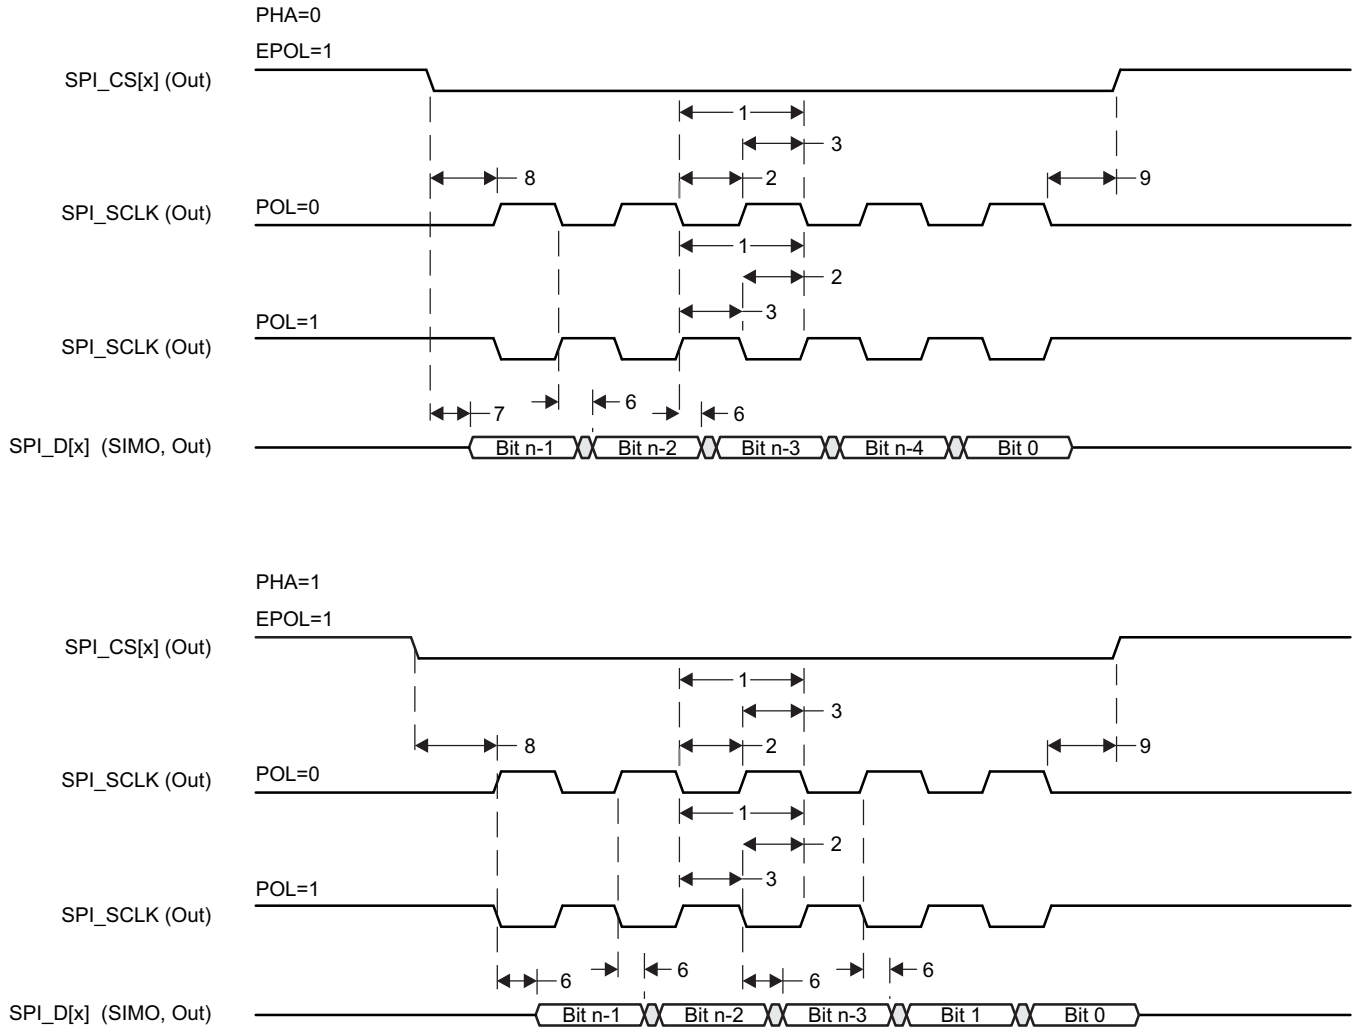 PHA=0
EPOL=1
SPI_CS[x] (Out)
1
3
8
2
9
SPI_SCLK (Out)
POL=0
1
2
3
POL=1
SPI_SCLK (Out)
7
6
6
SPI_D[x] (SIMO, Out)
Bit n-1
Bit n-2
Bit n-3
Bit n-4
Bit 0
PHA=1
EPOL=1
SPI_CS[x] (Out)
1
3
8
2
9
SPI_SCLK (Out)
POL=0
1
2
3
POL=1
SPI_SCLK (Out)
6
6
6
6
SPI_D[x] (SIMO, Out)
Bit n-1
Bit n-2
Bit n-3
Bit 1
Bit 0